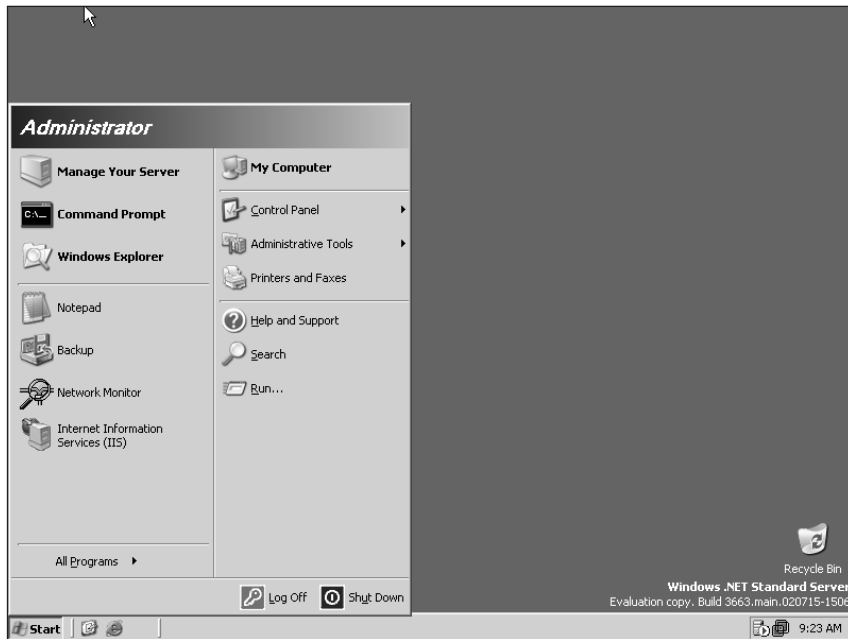 Administrator
Manage Your Server
Command Prompt
Windows Explorer
Notepad
Backup
Network Monitor
Internet Information
Services (IIS)
All Programs
My Computer
Control Panel
Administrative Tools
Printers and Faxes
Help and Support
Search
Run...
Log Off
Shut Down
Recycle Bin
Windows .NET Standard Server
Evaluation copy. Build 3663.main.020715-1506
Start
9:23 AM
C:\_